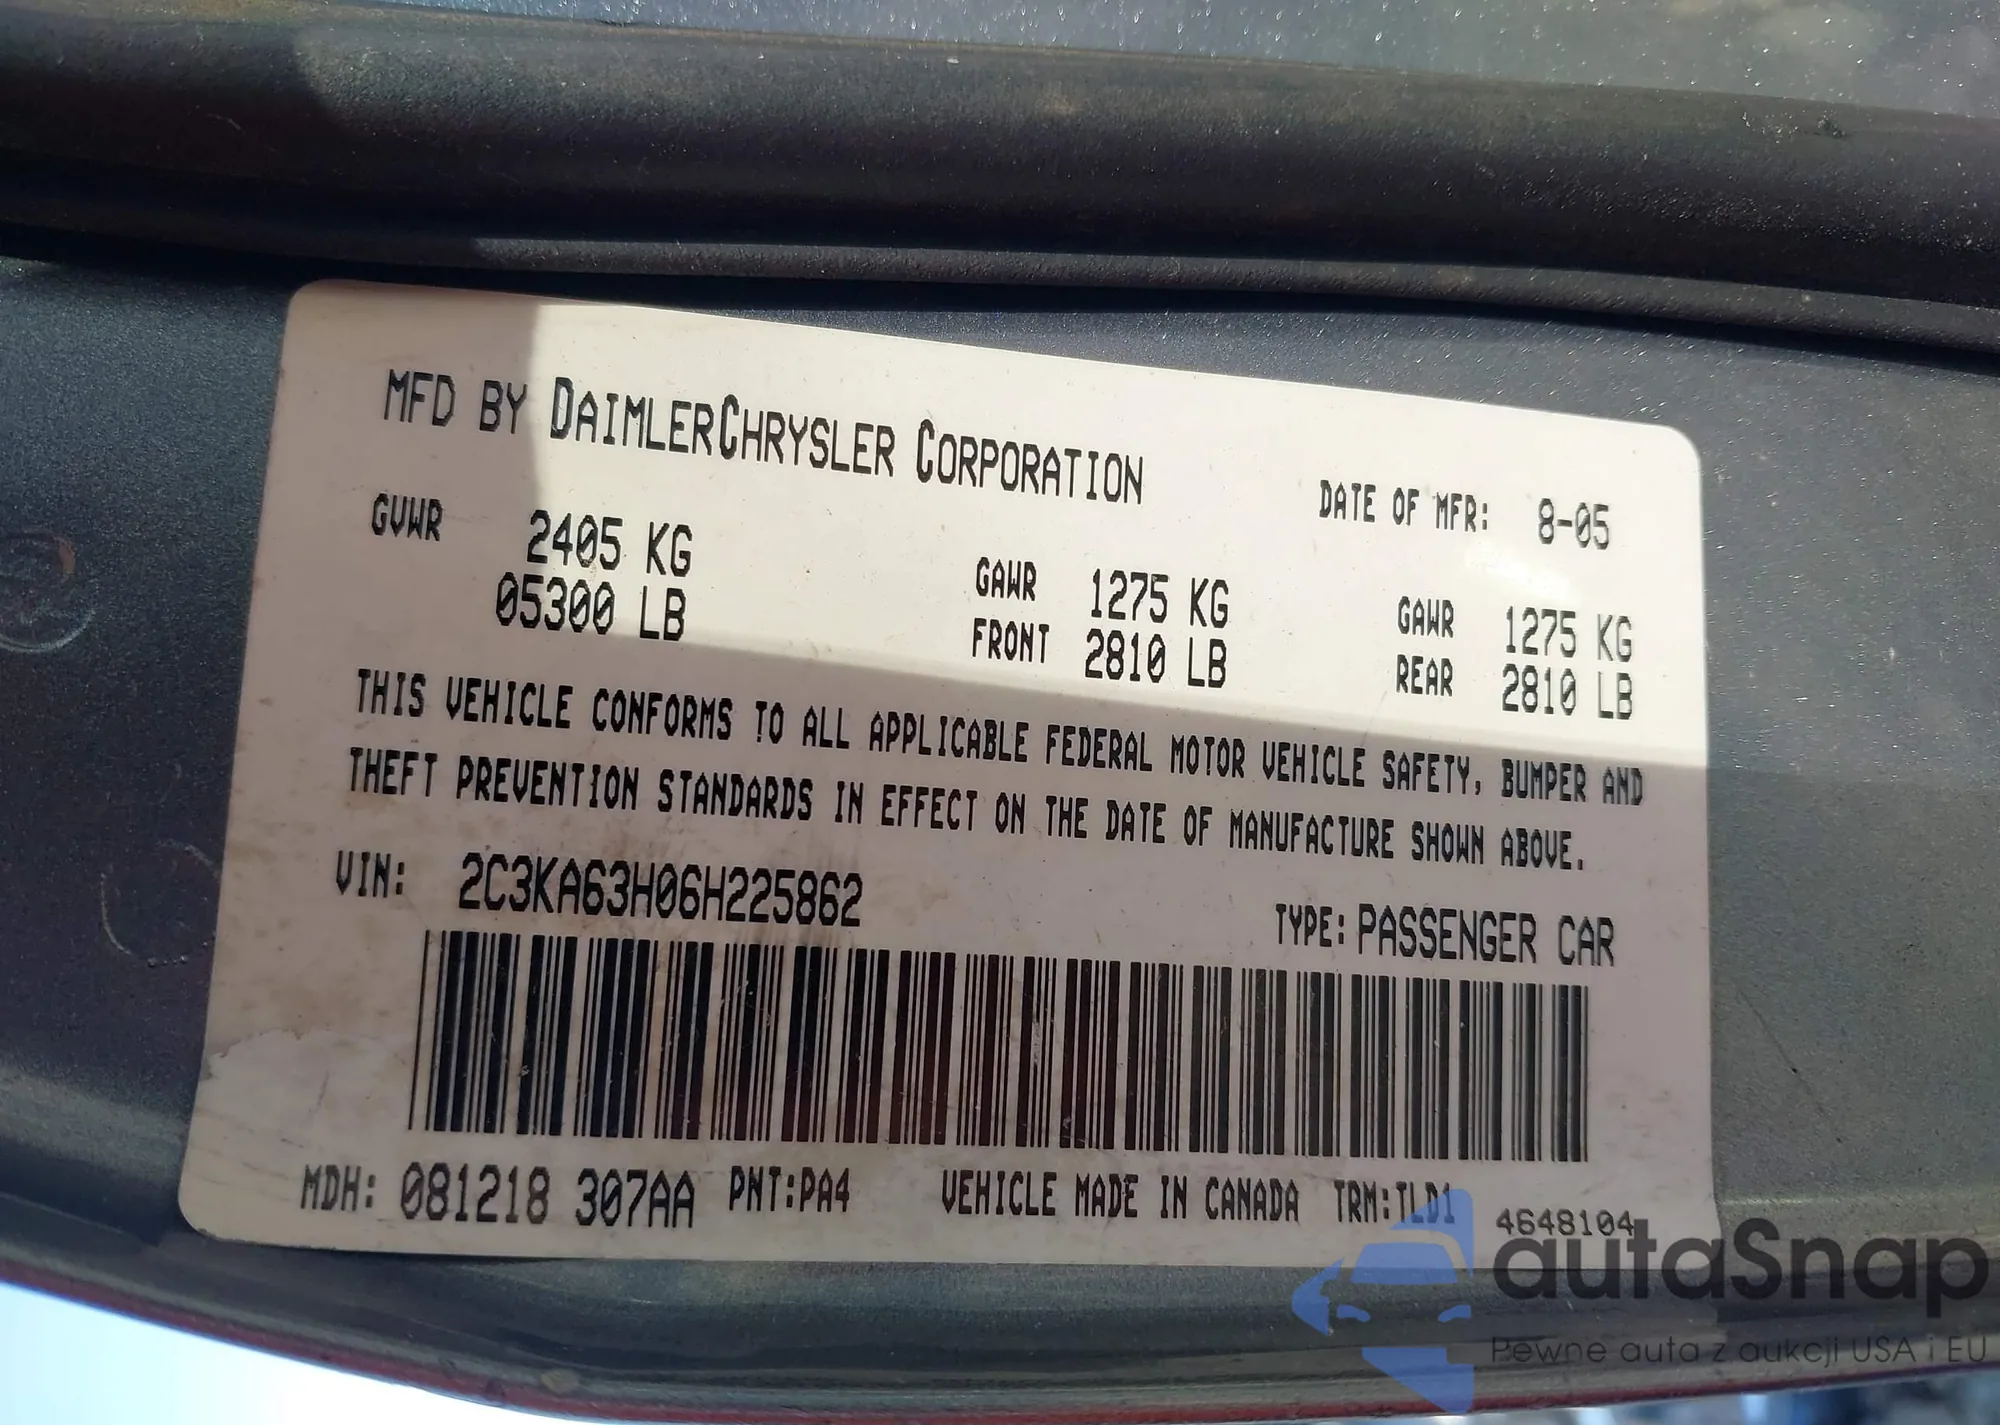 MFD BY DAIMLERCHRYSLER CORPORATION
DATE OF MFR: 8-05
GVWR 2405 KG
05300 LB
GAWR FRONT 1275 KG
2810 LB
GAWR REAR 1275 KG
2810 LB
THIS VEHICLE CONFORMS TO ALL APPLICABLE FEDERAL MOTOR VEHICLE SAFETY, BUMPER AND
THEFT PREVENTION STANDARDS IN EFFECT ON THE DATE OF MANUFACTURE SHOWN ABOVE.
VIN: 2C3KA63H06H225862
TYPE: PASSENGER CAR
MDH: 081218 307AA PNT:PA4 VEHICLE MADE IN CANADA TRM:TLD1 4648104
autaSnap
Pewne auta z aukcji USA i EU